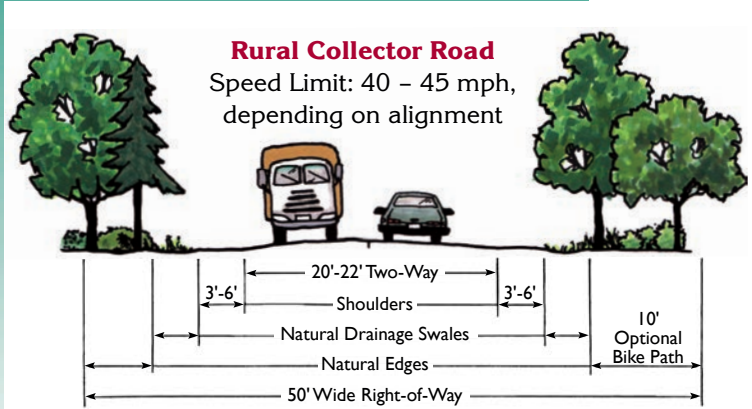 Rural Collector Road
Speed Limit: 40 – 45 mph,
depending on alignment
20'-22' Two-Way
3'-6'
3'-6'
Shoulders
Natural Drainage Swales
10'
Optional
Bike Path
Natural Edges
50' Wide Right-of-Way